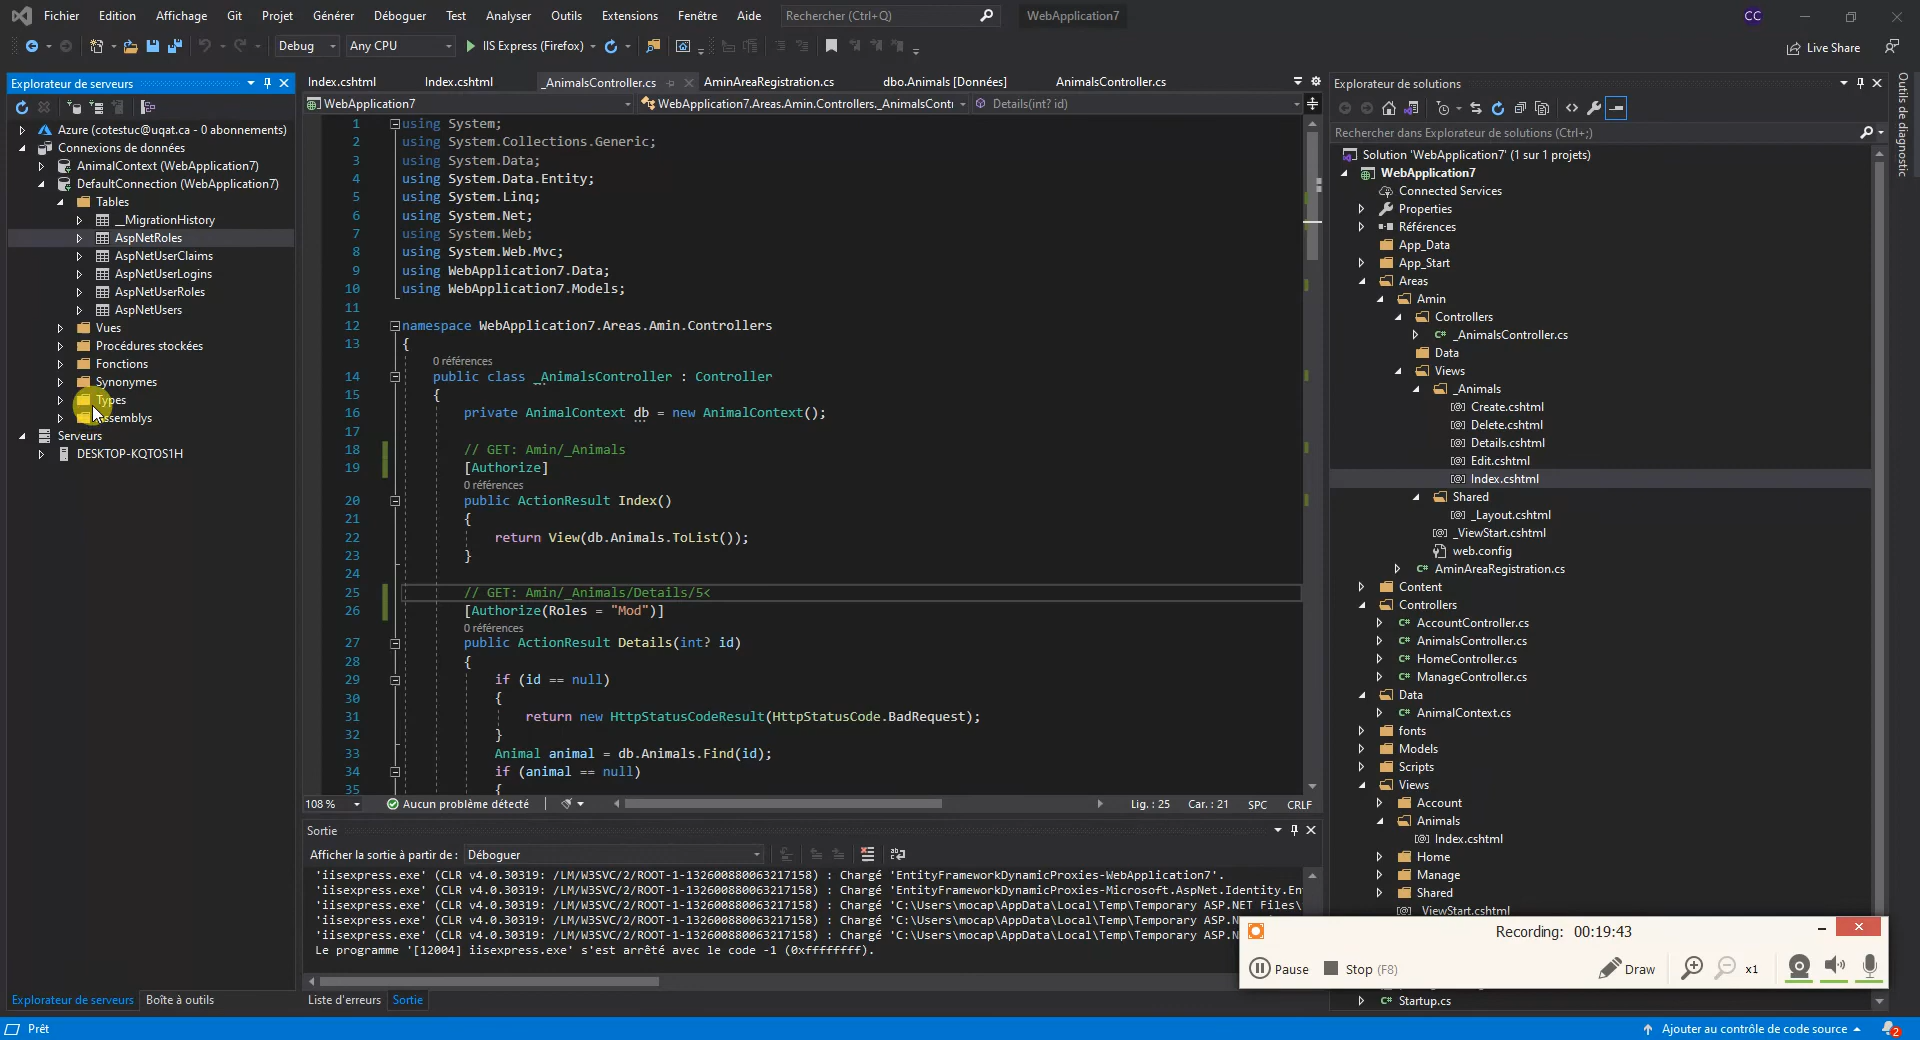 Fichier Edition Affichage Git Projet Générer Déboguer Test Analyser Outils Extensions Fenêtre Aide Rechercher (Ctrl+Q) WebApplication7 CC
Debug Any CPU IIS Express (Firefox) Live Share
Explorateur de serveurs
Azure (cotestuc@uqat.ca - 0 abonnements)
Connexions de données
AnimalContext (WebApplication7)
DefaultConnection (WebApplication7)
Tables
__MigrationHistory
AspNetRoles
AspNetUserClaims
AspNetUserLogins
AspNetUserRoles
AspNetUsers
Vues
Procédures stockées
Fonctions
Synonymes
Types
Serveurs
DESKTOP-KQTOS1H
Explorateur de serveurs Boîte à outils
Index.cshtml Index.cshtml _AnimalsController.cs AminAreaRegistration.cs dbo.Animals [Données] AnimalsController.cs
WebApplication7 WebApplication7.Areas.Amin.Controllers._AnimalsConti Details(int? id)
1 using System;
2 using System.Collections.Generic;
3 using System.Data;
4 using System.Data.Entity;
5 using System.Linq;
6 using System.Net;
7 using System.Web;
8 using System.Web.Mvc;
9 using WebApplication7.Data;
10 using WebApplication7.Models;
11
12 namespace WebApplication7.Areas.Amin.Controllers
13 {
0 références
14 public class _AnimalsController : Controller
15 {
16 private AnimalContext db = new AnimalContext();
17
18 // GET: Amin/_Animals
19 [Authorize]
0 références
20 public ActionResult Index()
21 {
22 return View(db.Animals.ToList());
23 }
24
25 // GET: Amin/_Animals/Details/5<
26 [Authorize(Roles = "Mod")]
0 références
27 public ActionResult Details(int? id)
28 {
29 if (id == null)
30 {
31 return new HttpStatusCodeResult(HttpStatusCode.BadRequest);
32 }
33 Animal animal = db.Animals.Find(id);
34 if (animal == null)
35 {
108 % Aucun problème détecté Lig. : 25 Car. : 21 SPC CRLF
Sortie
Afficher la sortie à partir de : Déboguer
'iisexpress.exe' (CLR v4.0.30319: /LM/W3SVC/2/ROOT-1-132600880063217158) : Chargé 'EntityFrameworkDynamicProxies-WebApplication7'.
'iisexpress.exe' (CLR v4.0.30319: /LM/W3SVC/2/ROOT-1-132600880063217158) : Chargé 'EntityFrameworkDynamicProxies-Microsoft.AspNet.Identity.En
'iisexpress.exe' (CLR v4.0.30319: /LM/W3SVC/2/ROOT-1-132600880063217158) : Chargé 'C:\Users\mocap\AppData\Local\Temp\Temporary ASP.NET Files\
'iisexpress.exe' (CLR v4.0.30319: /LM/W3SVC/2/ROOT-1-132600880063217158) : Chargé 'C:\Users\mocap\AppData\Local\Temp\Temporary ASP.N
'iisexpress.exe' (CLR v4.0.30319: /LM/W3SVC/2/ROOT-1-132600880063217158) : Chargé 'C:\Users\mocap\AppData\Local\Temp\Temporary ASP.N
Le programme '[12004] iisexpress.exe' s'est arrêté avec le code -1 (0xffffffff).
Liste d'erreurs Sortie
Explorateur de solutions
Rechercher dans Explorateur de solutions (Ctrl+;)
Solution 'WebApplication7' (1 sur 1 projets)
WebApplication7
Connected Services
Properties
Références
App_Data
App_Start
Areas
Amin
Controllers
_AnimalsController.cs
Data
Views
_Animals
Create.cshtml
Delete.cshtml
Details.cshtml
Edit.cshtml
Index.cshtml
Shared
_Layout.cshtml
_ViewStart.cshtml
web.config
AminAreaRegistration.cs
Content
Controllers
AccountController.cs
AnimalsController.cs
HomeController.cs
ManageController.cs
Data
AnimalContext.cs
fonts
Models
Scripts
Views
Account
Animals
Index.cshtml
Home
Manage
Shared
_ViewStart.cshtml
Startup.cs
Outils de diagnostic
Recording: 00:19:43
Pause Stop (F8) Draw x1
Prêt Ajouter au contrôle de code source 2